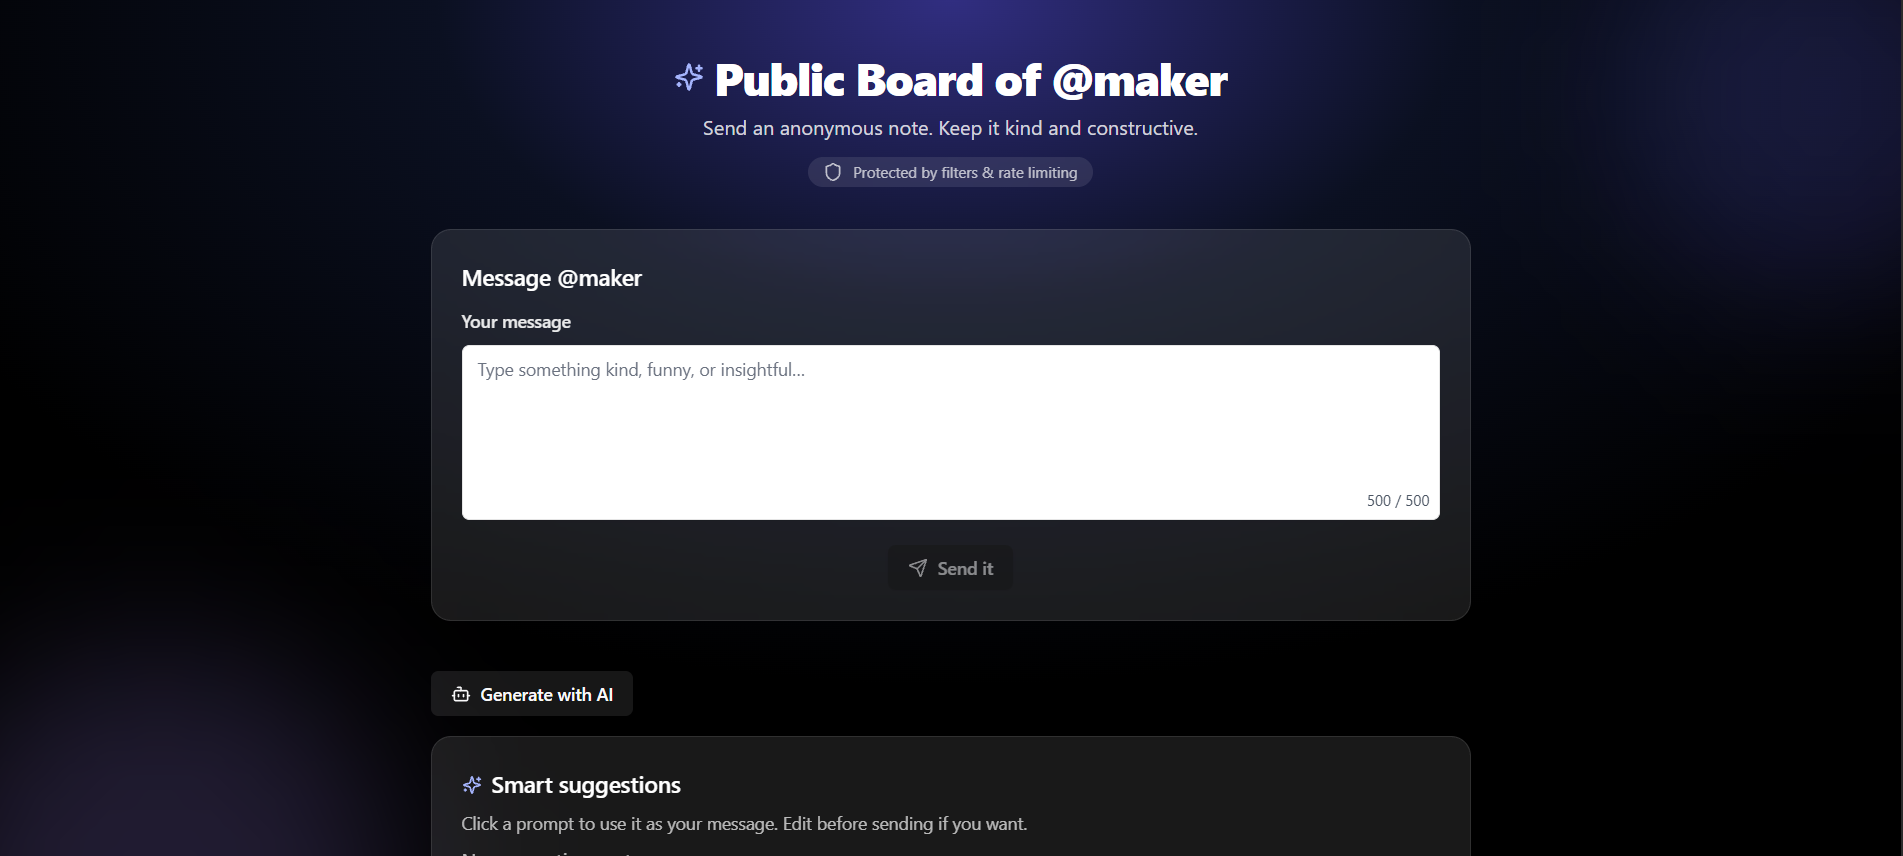 Public Board of @maker
Send an anonymous note. Keep it kind and constructive.
Protected by filters & rate limiting
Message @maker
Your message
Type something kind, funny, or insightful...
500 / 500
Send it
Generate with AI
Smart suggestions
Click a prompt to use it as your message. Edit before sending if you want.